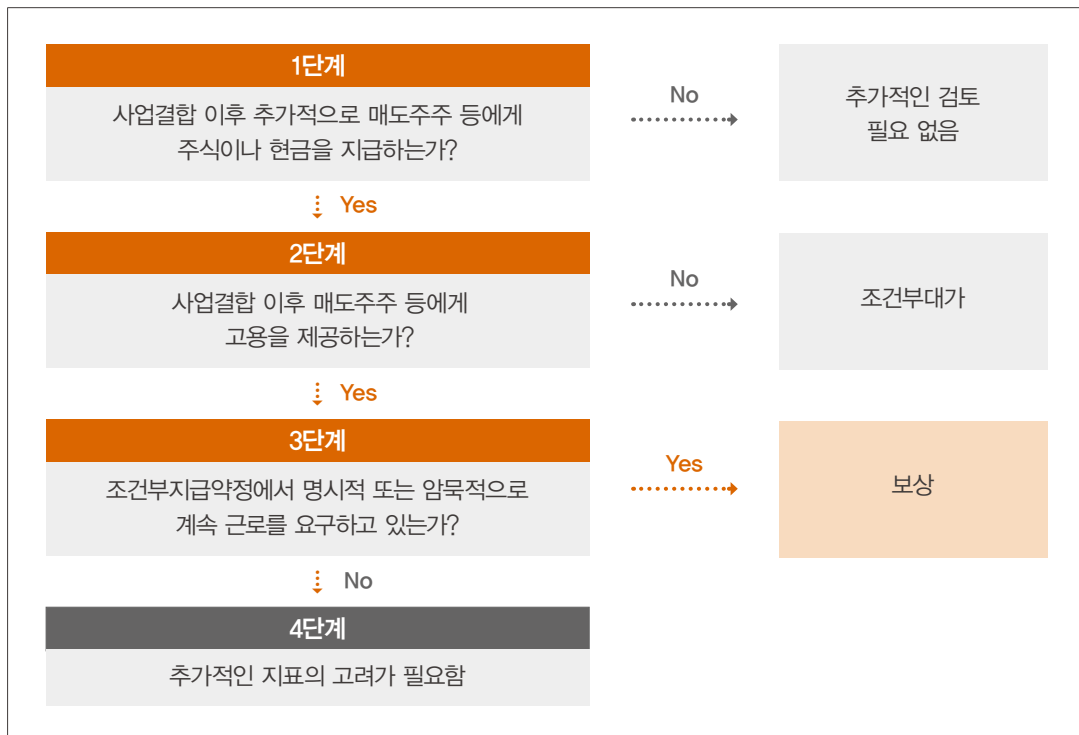 1단계
사업결합 이후 추가적으로 매도주주 등에게
주식이나 현금을 지급하는가?
No
추가적인 검토
필요 없음
Yes
2단계
사업결합 이후 매도주주 등에게
고용을 제공하는가?
No
조건부대가
Yes
3단계
조건부지급약정에서 명시적 또는 암묵적으로
계속 근로를 요구하고 있는가?
Yes
보상
No
4단계
추가적인 지표의 고려가 필요함